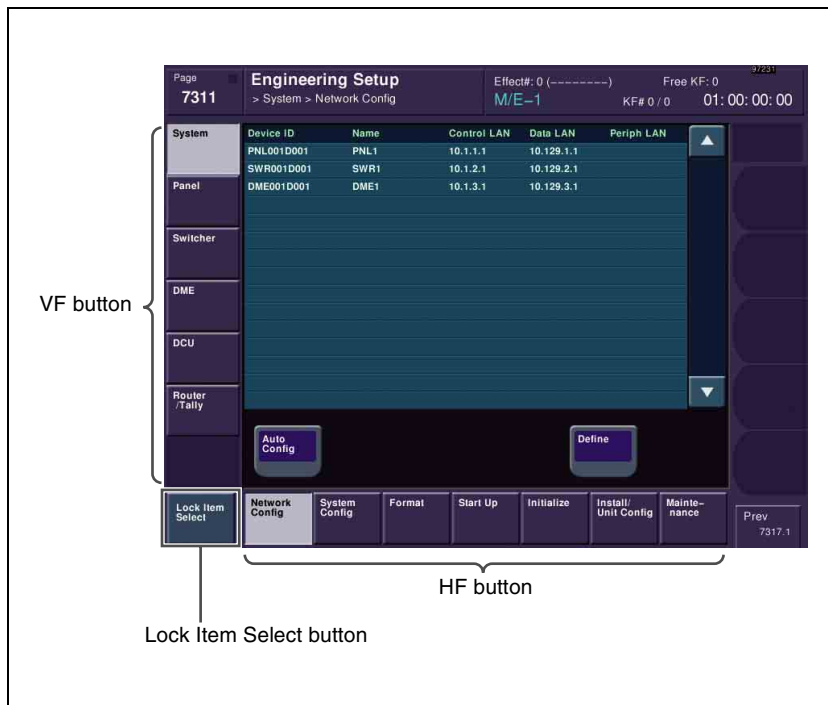 Page
7311
Engineering Setup
> System > Network Config
Effect#: 0 (--------)
Free KF: 0
97231
M/E-1
KF# 0 / 0
01: 00: 00: 00
System
Panel
Switcher
DME
DCU
Router
/Tally
Device ID Name Control LAN Data LAN Periph LAN
PNL001D001 PNL1 10.1.1.1 10.129.1.1
SWR001D001 SWR1 10.1.2.1 10.129.2.1
DME001D001 DME1 10.1.3.1 10.129.3.1
VF button
Auto
Config
Define
Lock Item
Select
Network
Config
System
Config
Format
Start Up
Initialize
Install/
Unit Config
Mainte-
nance
Prev
7317.1
HF button
Lock Item Select button